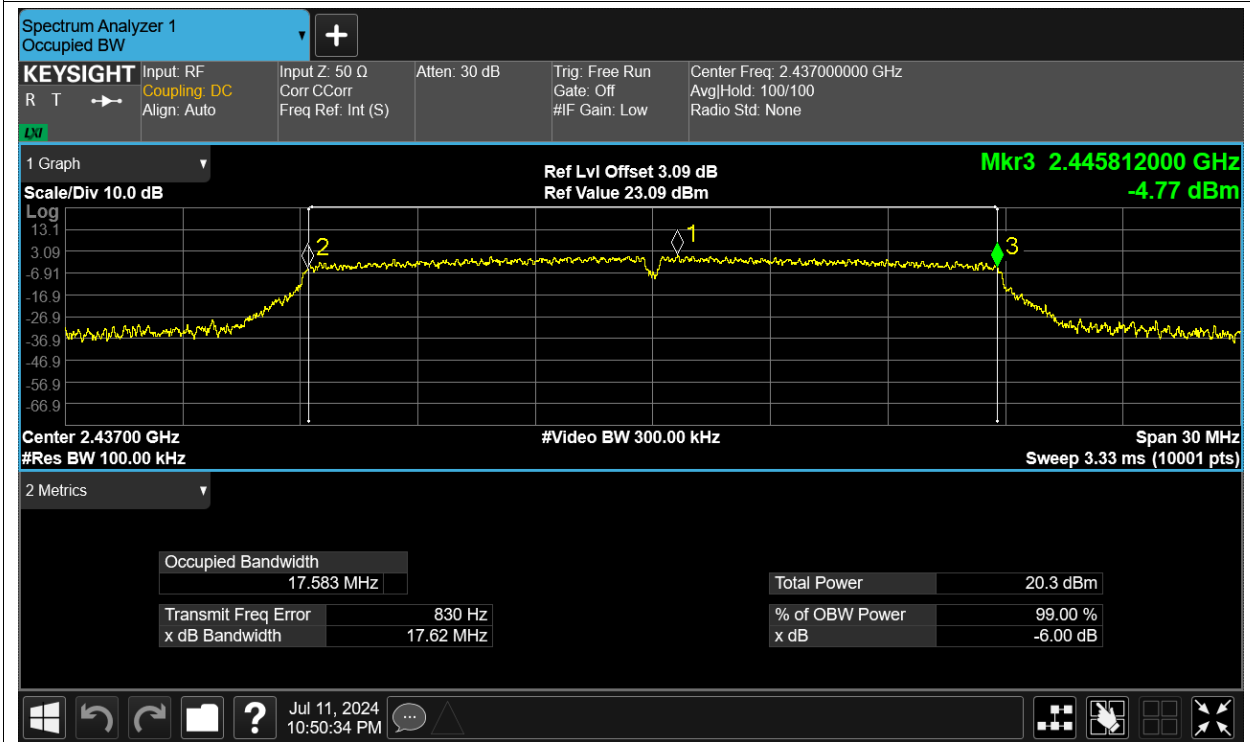 Spectrum Analyzer 1
Occupied BW
+
KEYSIGHT
R T
LXI
Input: RF
Coupling: DC
Align: Auto
Input Z: 50 Ω
Corr CCorr
Freq Ref: Int (S)
Atten: 30 dB
Trig: Free Run
Gate: Off
#IF Gain: Low
Center Freq: 2.437000000 GHz
Avg|Hold: 100/100
Radio Std: None
1 Graph
Scale/Div 10.0 dB
Ref Lvl Offset 3.09 dB
Ref Value 23.09 dBm
Mkr3 2.445812000 GHz
-4.77 dBm
Log
13.1
3.09
-6.91
-16.9
-26.9
-36.9
-46.9
-56.9
-66.9
2
1
3
Center 2.43700 GHz
#Res BW 100.00 kHz
#Video BW 300.00 kHz
Span 30 MHz
Sweep 3.33 ms (10001 pts)
2 Metrics
Occupied Bandwidth
17.583 MHz
Transmit Freq Error 830 Hz
x dB Bandwidth 17.62 MHz
Total Power 20.3 dBm
% of OBW Power 99.00 %
x dB -6.00 dB
?
Jul 11, 2024
10:50:34 PM